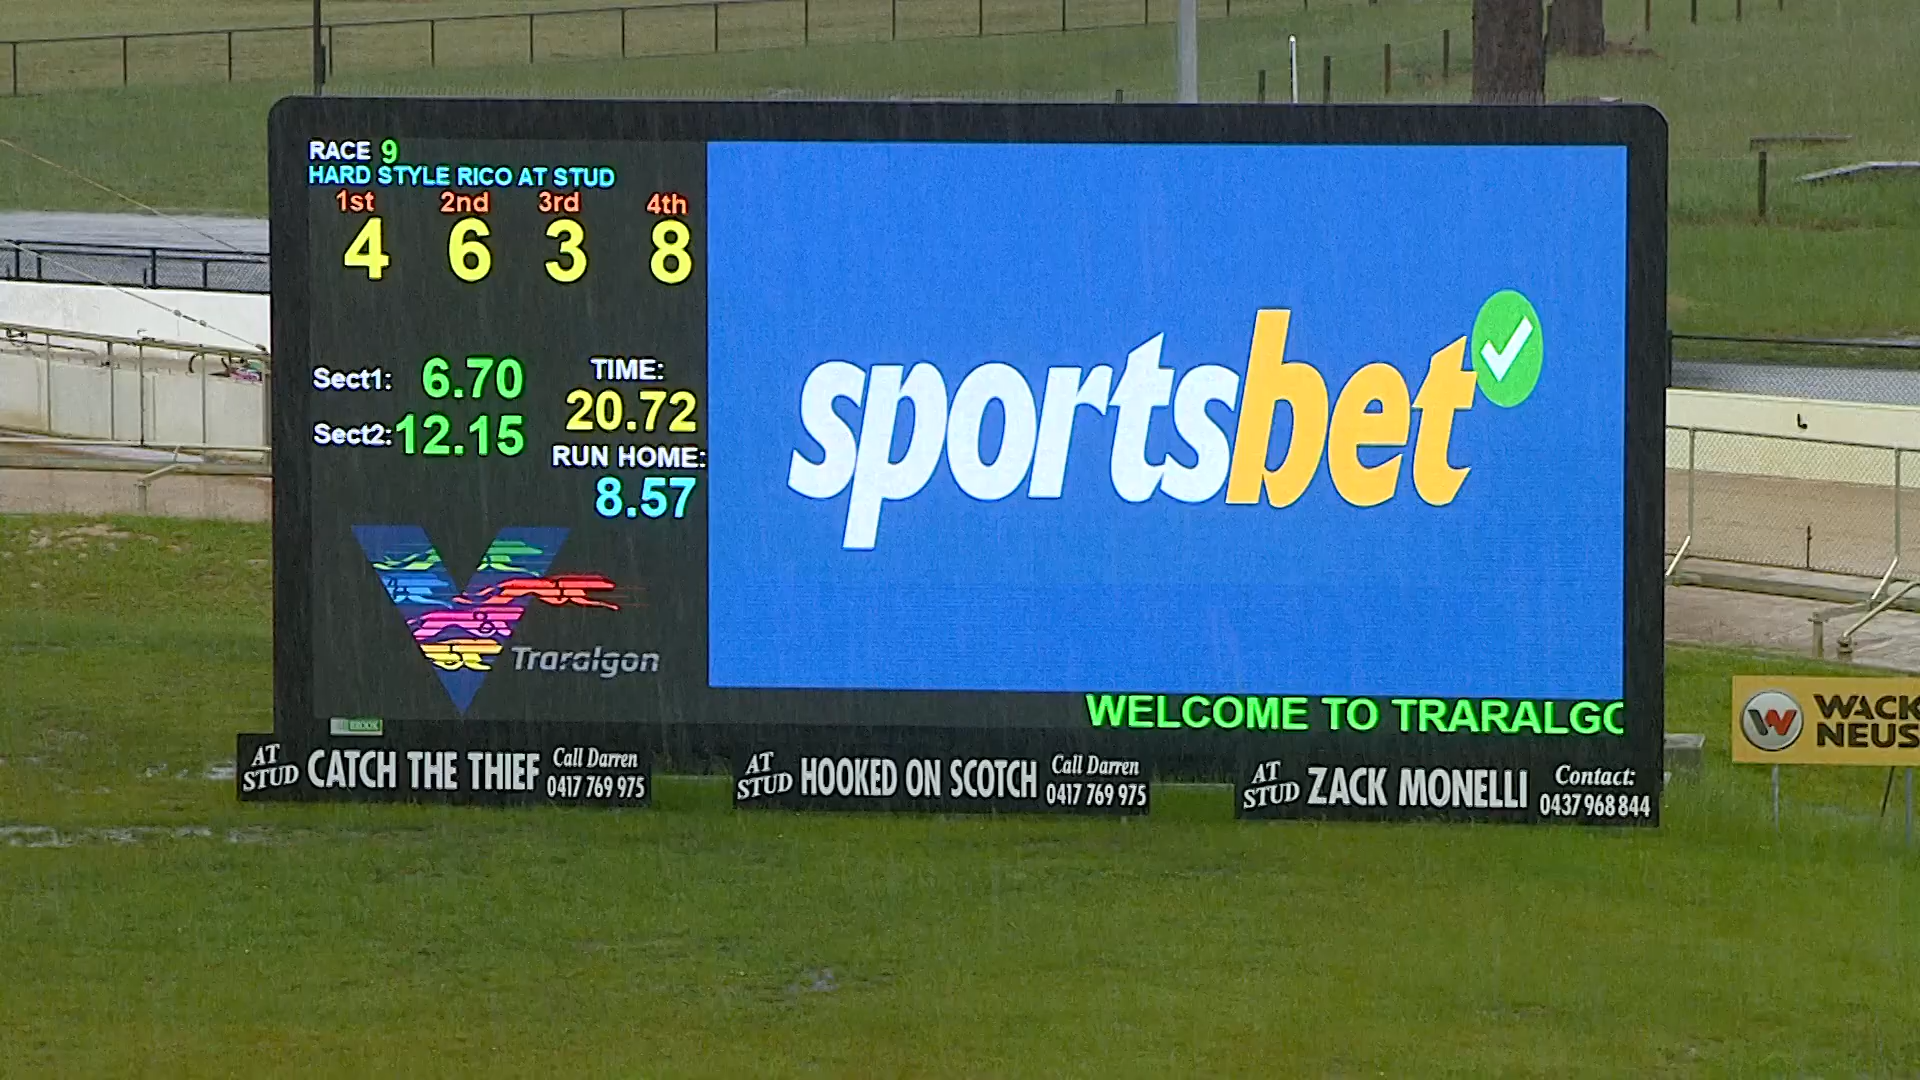 RACE 9
HARD STYLE RICO AT STUD
1st 2nd 3rd 4th
4 6 3 8
Sect1: 6.70
Sect2: 12.15
TIME:
20.72
RUN HOME:
8.57
Traralgon
sportsbet
WELCOME TO TRARALGO
AT STUD CATCH THE THIEF Call Darren 0417 769 975
AT STUD HOOKED ON SCOTCH Call Darren 0417 769 975
AT STUD ZACK MONELLI Contact: 0437 968 844
WACK
NEUS